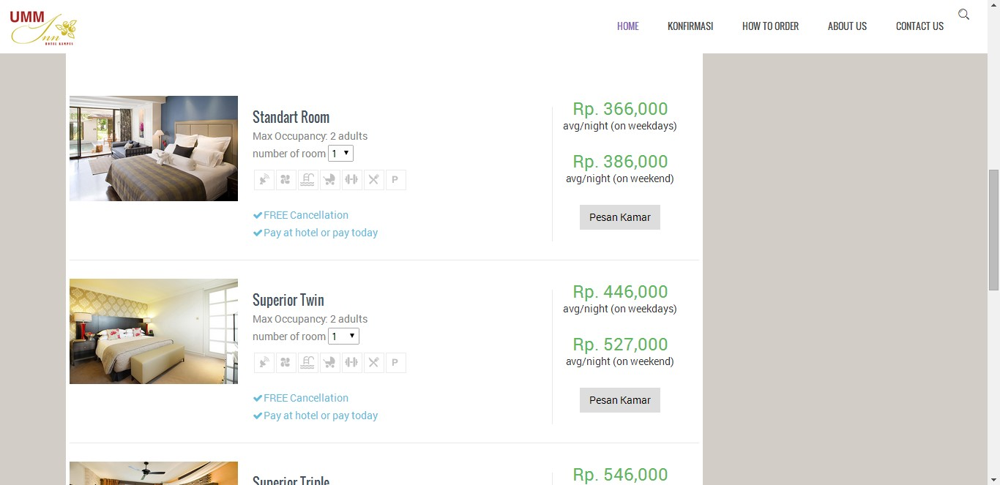 UMM
Inn
HOTEL KAMPUS
HOME
KONFIRMASI
HOW TO ORDER
ABOUT US
CONTACT US
Standart Room
Max Occupancy: 2 adults
number of room 1
P
FREE Cancellation
Pay at hotel or pay today
Rp. 366,000
avg/night (on weekdays)
Rp. 386,000
avg/night (on weekend)
Pesan Kamar
Superior Twin
Max Occupancy: 2 adults
number of room 1
P
FREE Cancellation
Pay at hotel or pay today
Rp. 446,000
avg/night (on weekdays)
Rp. 527,000
avg/night (on weekend)
Pesan Kamar
Superior Triple
Rp. 546,000